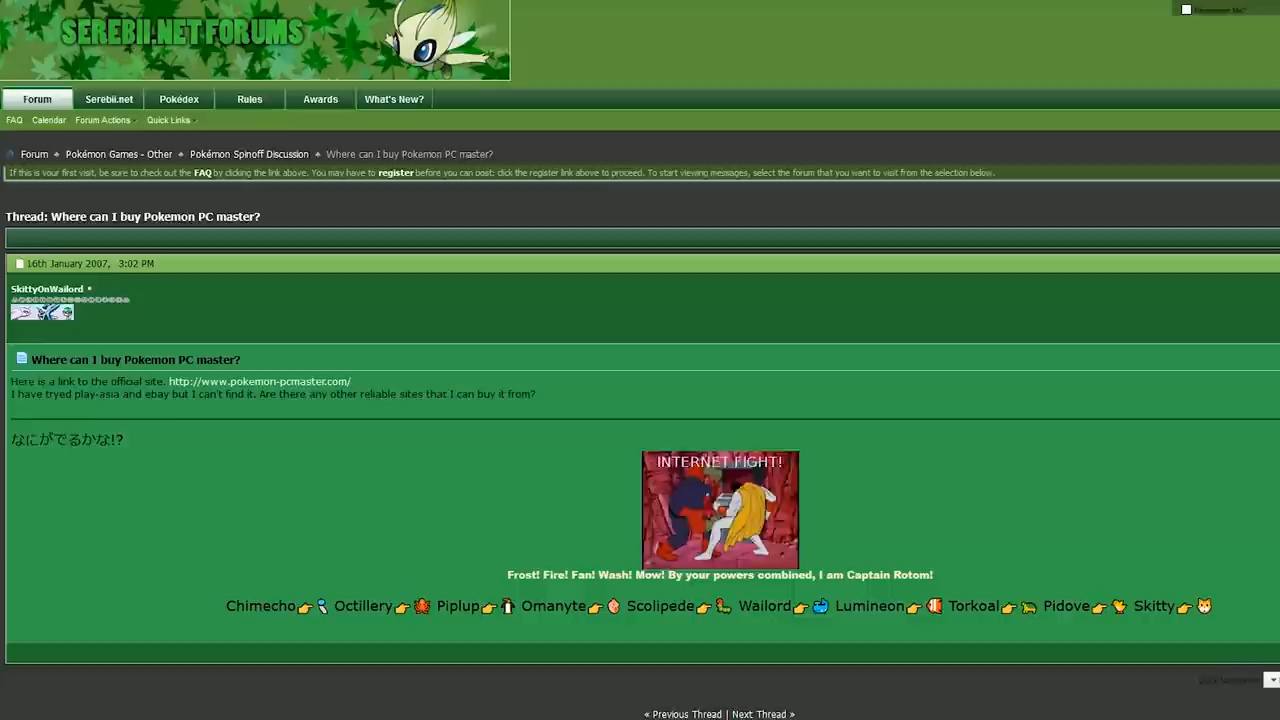 SEREBII.NET FORUMS
Remember Me?
Forum Serebii.net Pokédex Rules Awards What's New?
FAQ Calendar Forum Actions Quick Links
Forum Pokémon Games - Other Pokémon Spinoff Discussion Where can I buy Pokemon PC master?
If this is your first visit, be sure to check out the FAQ by clicking the link above. You may have to register before you can post: click the register link above to proceed. To start viewing messages, select the forum that you want to visit from the selection below.
Thread: Where can I buy Pokemon PC master?
16th January 2007, 3:02 PM
SkittyOnWailord
Where can I buy Pokemon PC master?
Here is a link to the official site. http://www.pokemon-pcmaster.com/
I have tryed play-asia and ebay but I can't find it. Are there any other reliable sites that I can buy it from?
なにがでるかな!?
INTERNET FIGHT!
Frost! Fire! Fan! Wash! Mow! By your powers combined, I am Captain Rotom!
Chimecho👉 Octillery👉 Piplup👉 Omanyte👉 Scolipede👉 Wailord👉 Lumineon👉 Torkoal👉 Pidove👉 Skitty👉
« Previous Thread | Next Thread »